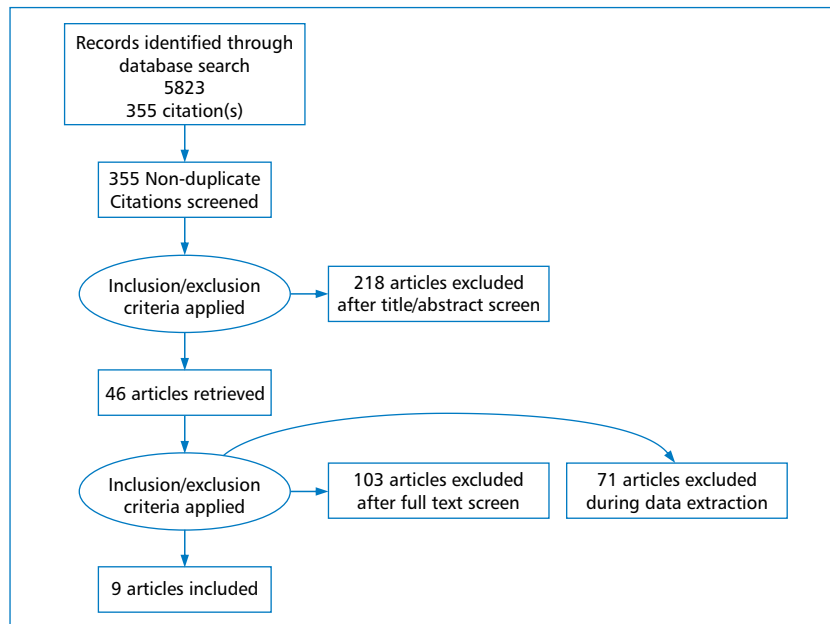 Records identified through
database search
5823
355 citation(s)
355 Non-duplicate
Citations screened
Inclusion/exclusion
criteria applied
218 articles excluded
after title/abstract screen
46 articles retrieved
Inclusion/exclusion
criteria applied
103 articles excluded
after full text screen
71 articles excluded
during data extraction
9 articles included